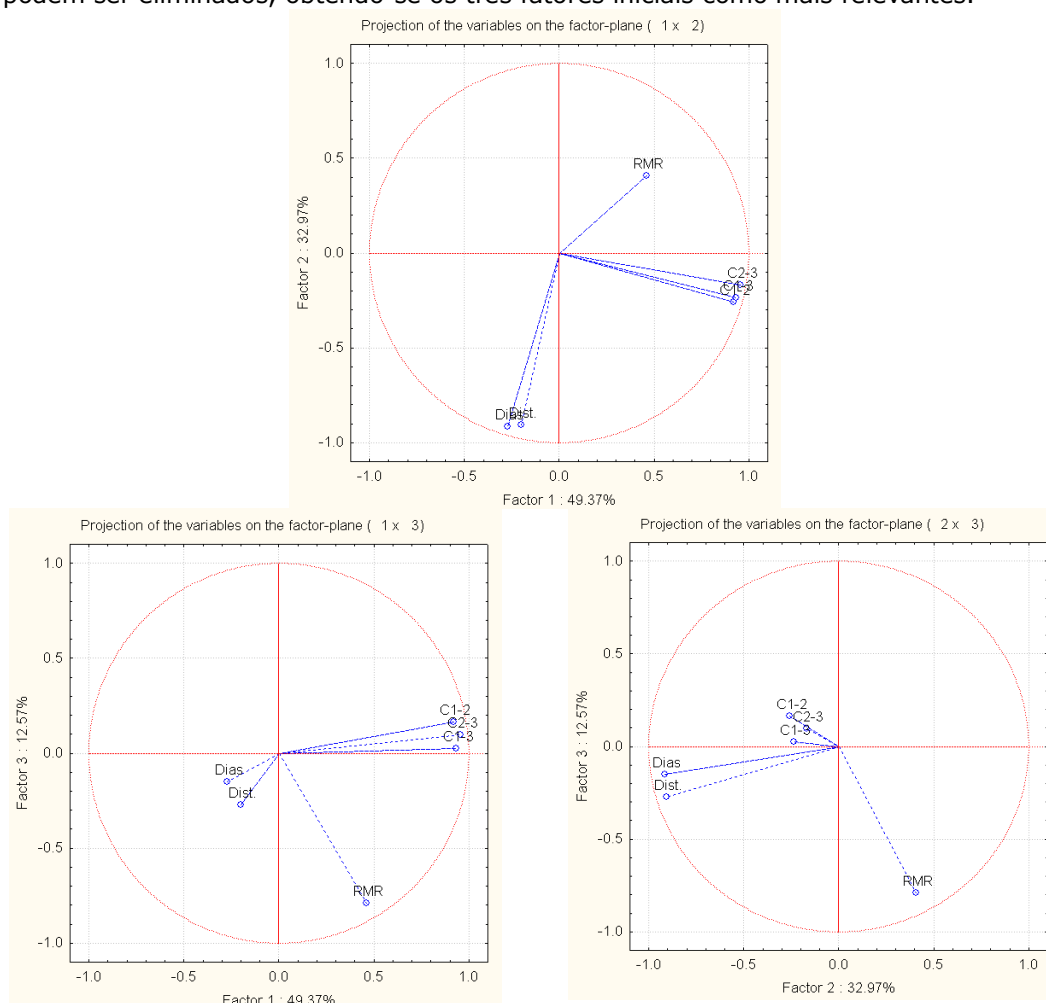 podem ser eliminados, obtendo-se os três fatores iniciais como mais relevantes.
Projection of the variables on the factor-plane ( 1 x 2)
1.0
0.5
0.0
-0.5
-1.0
Factor 2 : 32.97%
RMR
C2-3
C1-2
Dias
Dist.
-1.0 -0.5 0.0 0.5 1.0
Factor 1 : 49.37%
Projection of the variables on the factor-plane ( 1 x 3)
1.0
0.5
0.0
-0.5
-1.0
Factor 3 : 12.57%
C1-2
C2-3
C1-3
Dias
Dist.
RMR
-1.0 -0.5 0.0 0.5 1.0
Factor 1 : 49.37%
Projection of the variables on the factor-plane ( 2 x 3)
1.0
0.5
0.0
-0.5
-1.0
Factor 3 : 12.57%
C1-2
C2-3
C1-3
Dias
Dist.
RMR
-1.0 -0.5 0.0 0.5 1.0
Factor 2 : 32.97%